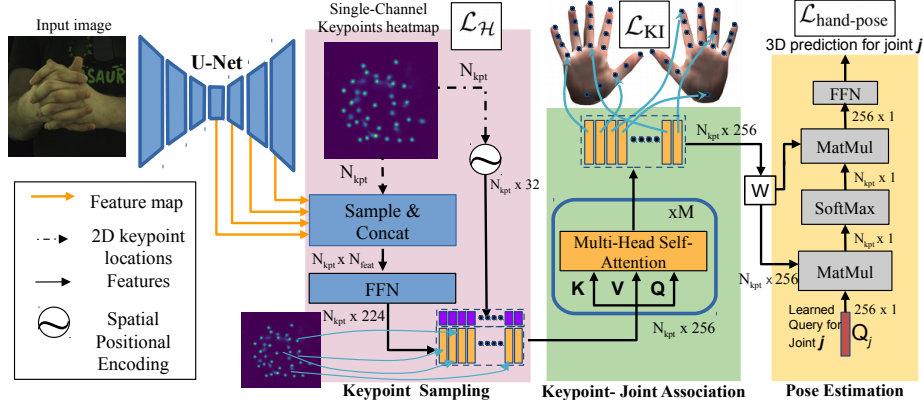 Input image
SAUR
U-Net
Single-Channel
Keypoints heatmap
𝓛_𝓗
N_kpt
N_kpt
N_kpt x 32
Sample &
Concat
N_kpt x N_feat
FFN
N_kpt x 224
Keypoint Sampling
Feature map
2D keypoint
locations
Features
Spatial
Positional
Encoding
𝓛_KI
N_kpt x 256
xM
Multi-Head Self-
Attention
K V Q
N_kpt x 256
Keypoint- Joint Association
𝓛_hand-pose
3D prediction for joint j
FFN
256 x 1
MatMul
N_kpt x 1
W
SoftMax
N_kpt x 1
N_kpt x 256
MatMul
Learned
Query for
Joint j
256 x 1
Q_j
Pose Estimation